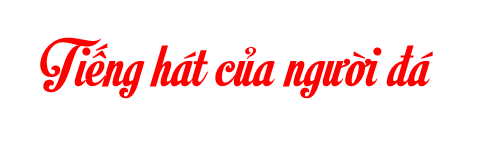 Tiếng hát của người đá